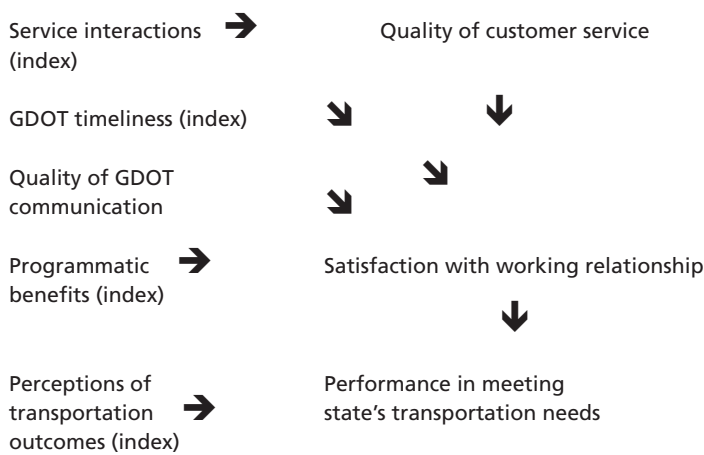 Service interactions
(index)
Quality of customer service
GDOT timeliness (index)
Quality of GDOT
communication
Programmatic
benefits (index)
Satisfaction with working relationship
Perceptions of
transportation
outcomes (index)
Performance in meeting
state’s transportation needs